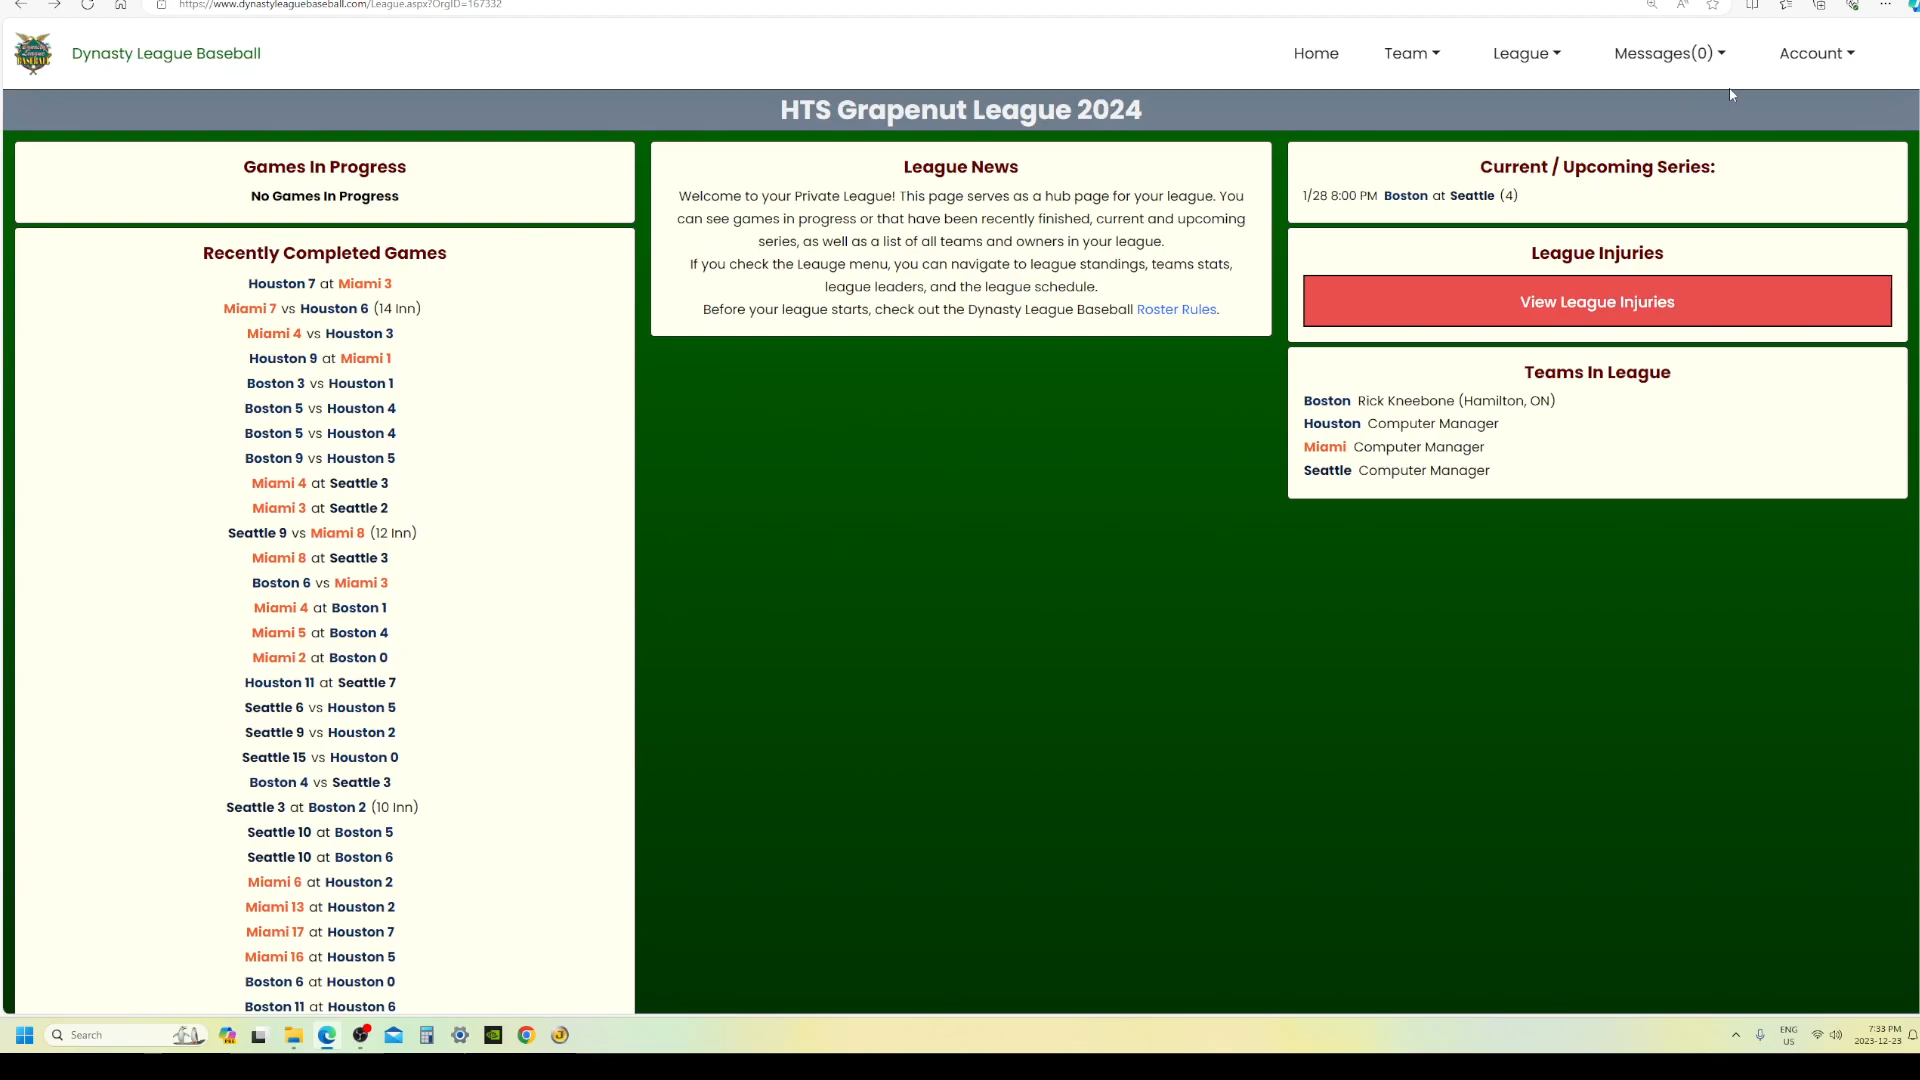 https://www.dynastyleaguebaseball.com/League.aspx?OrgID=167332
Dynasty League Baseball
Home
Team
League
Messages(0)
Account
HTS Grapenut League 2024
Games In Progress
No Games In Progress
Recently Completed Games
Houston 7 at Miami 3
Miami 7 vs Houston 6 (14 Inn)
Miami 4 vs Houston 3
Houston 9 at Miami 1
Boston 3 vs Houston 1
Boston 5 vs Houston 4
Boston 5 vs Houston 4
Boston 9 vs Houston 5
Miami 4 at Seattle 3
Miami 3 at Seattle 2
Seattle 9 vs Miami 8 (12 Inn)
Miami 8 at Seattle 3
Boston 6 vs Miami 3
Miami 4 at Boston 1
Miami 5 at Boston 4
Miami 2 at Boston 0
Houston 11 at Seattle 7
Seattle 6 vs Houston 5
Seattle 9 vs Houston 2
Seattle 15 vs Houston 0
Boston 4 vs Seattle 3
Seattle 3 at Boston 2 (10 Inn)
Seattle 10 at Boston 5
Seattle 10 at Boston 6
Miami 6 at Houston 2
Miami 13 at Houston 2
Miami 17 at Houston 7
Miami 16 at Houston 5
Boston 6 at Houston 0
Boston 11 at Houston 6
League News
Welcome to your Private League! This page serves as a hub page for your league. You
can see games in progress or that have been recently finished, current and upcoming
series, as well as a list of all teams and owners in your league.
If you check the Leauge menu, you can navigate to league standings, teams stats,
league leaders, and the league schedule.
Before your league starts, check out the Dynasty League Baseball Roster Rules.
Current / Upcoming Series:
1/28 8:00 PM Boston at Seattle (4)
League Injuries
View League Injuries
Teams In League
Boston Rick Kneebone (Hamilton, ON)
Houston Computer Manager
Miami Computer Manager
Seattle Computer Manager
Search
ENG
US
7:33 PM
2023-12-23